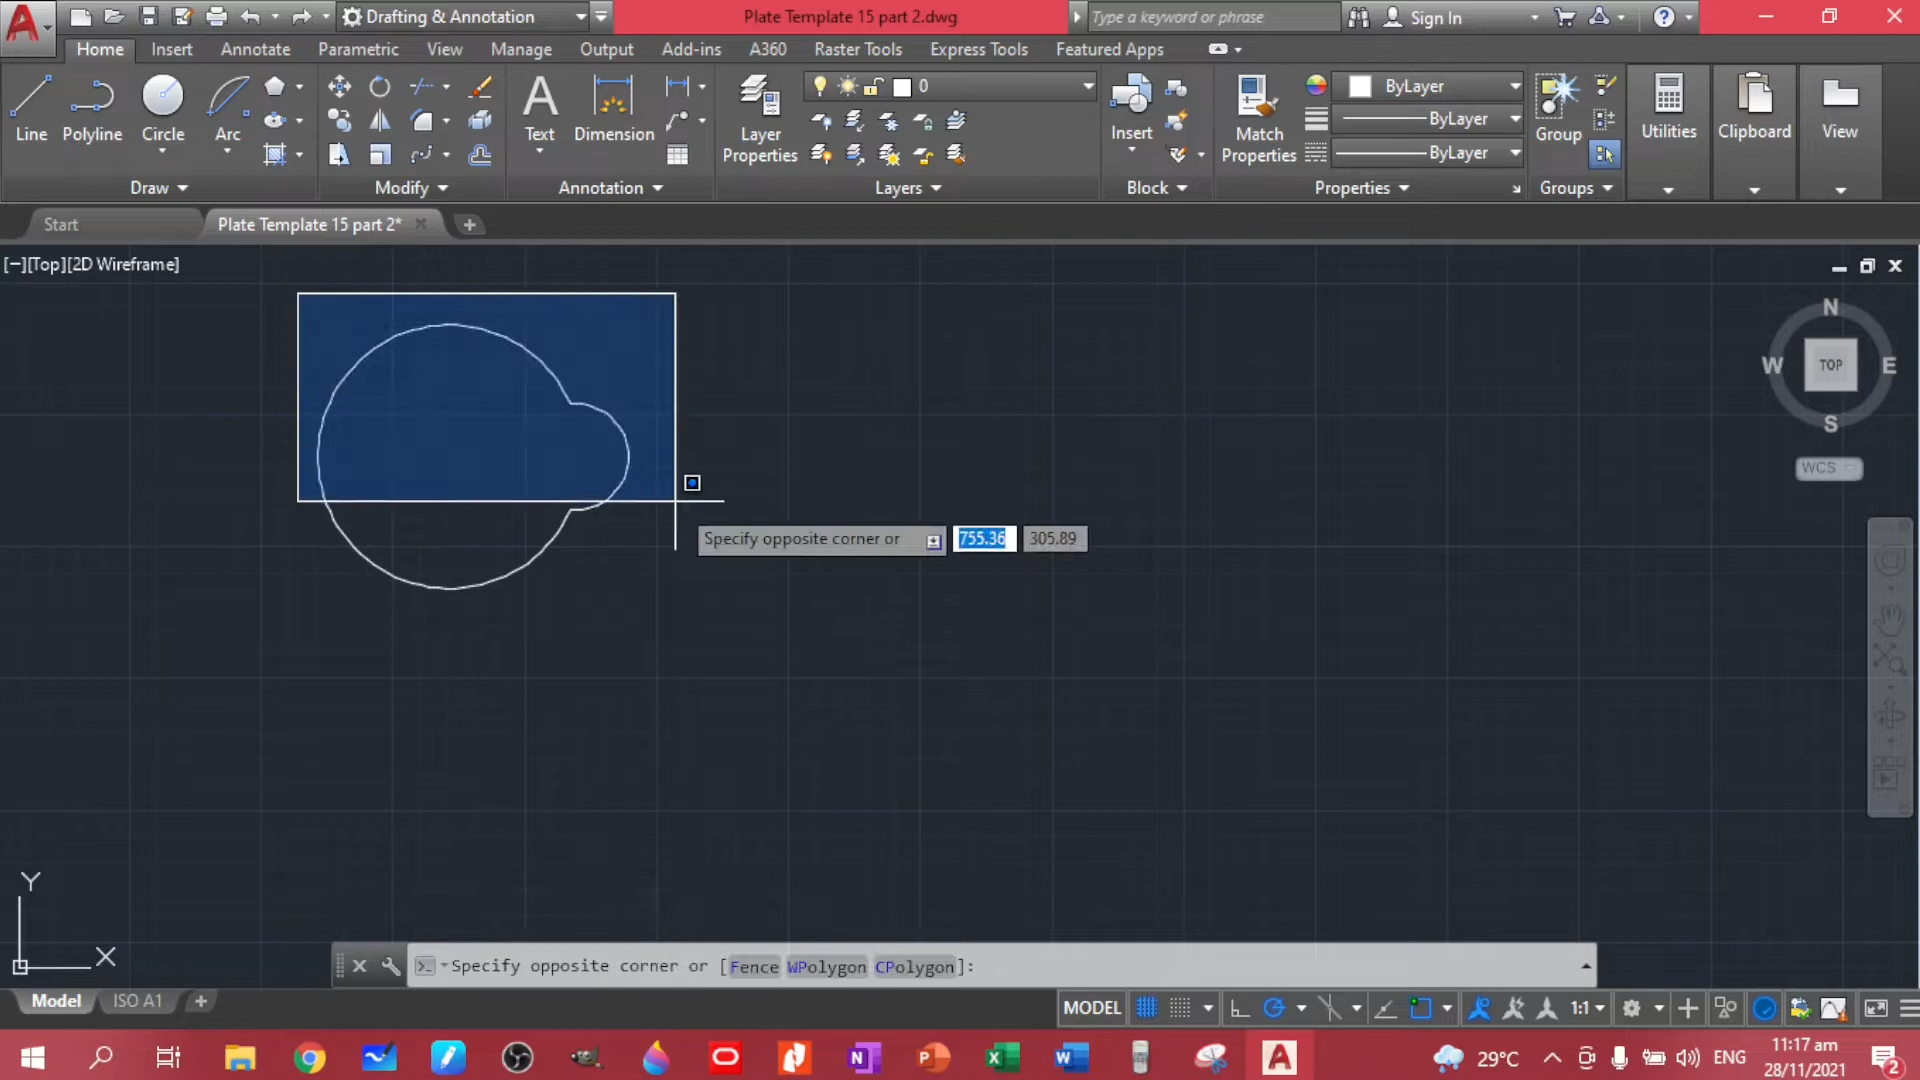 Drafting & Annotation
Plate Template 15 part 2.dwg
Type a keyword or phrase
Sign In
Home Insert Annotate Parametric View Manage Output Add-ins A360 Raster Tools Express Tools Featured Apps
0
ByLayer
ByLayer
ByLayer
Line Polyline Circle Arc
Text Dimension
Layer Properties
Insert
Match Properties
Group
Utilities Clipboard View
Draw Modify Annotation Layers Block Properties Groups
Start Plate Template 15 part 2*
[−][Top][2D Wireframe]
N
W TOP E
S
WCS
Specify opposite corner or 755.36 305.89
Y
X
Specify opposite corner or [Fence WPolygon CPolygon]:
Model ISO A1
MODEL 1:1
29°C ENG
11:17 am
28/11/2021
2